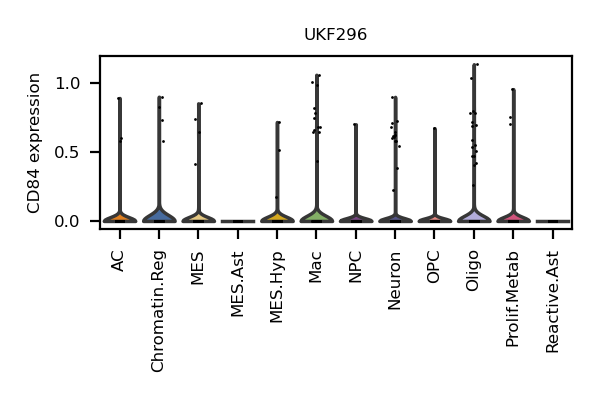 UKF296
CD84 expression
1.0
0.5
0.0
AC
Chromatin.Reg
MES
MES.Ast
MES.Hyp
Mac
NPC
Neuron
OPC
Oligo
Prolif.Metab
Reactive.Ast